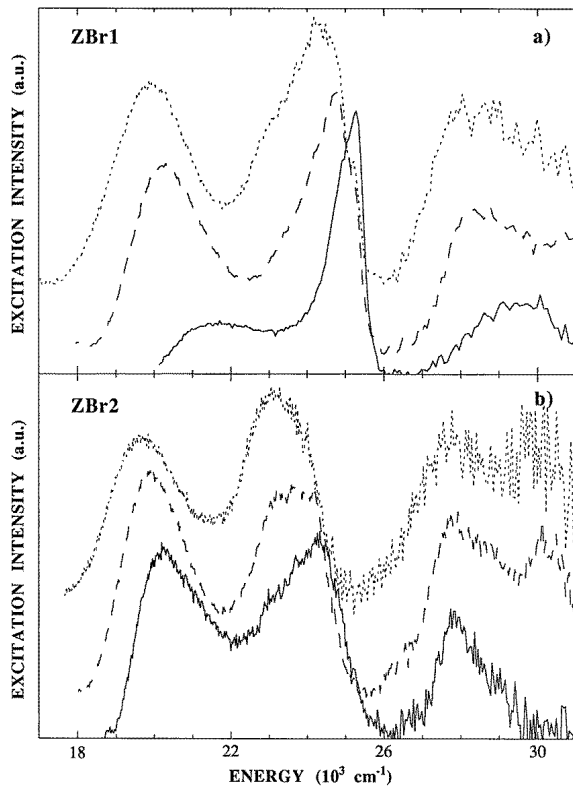 ZBr1
a)
EXCITATION INTENSITY (a.u.)
ZBr2
b)
EXCITATION INTENSITY (a.u.)
18 22 26 30
ENERGY (10³ cm⁻¹)